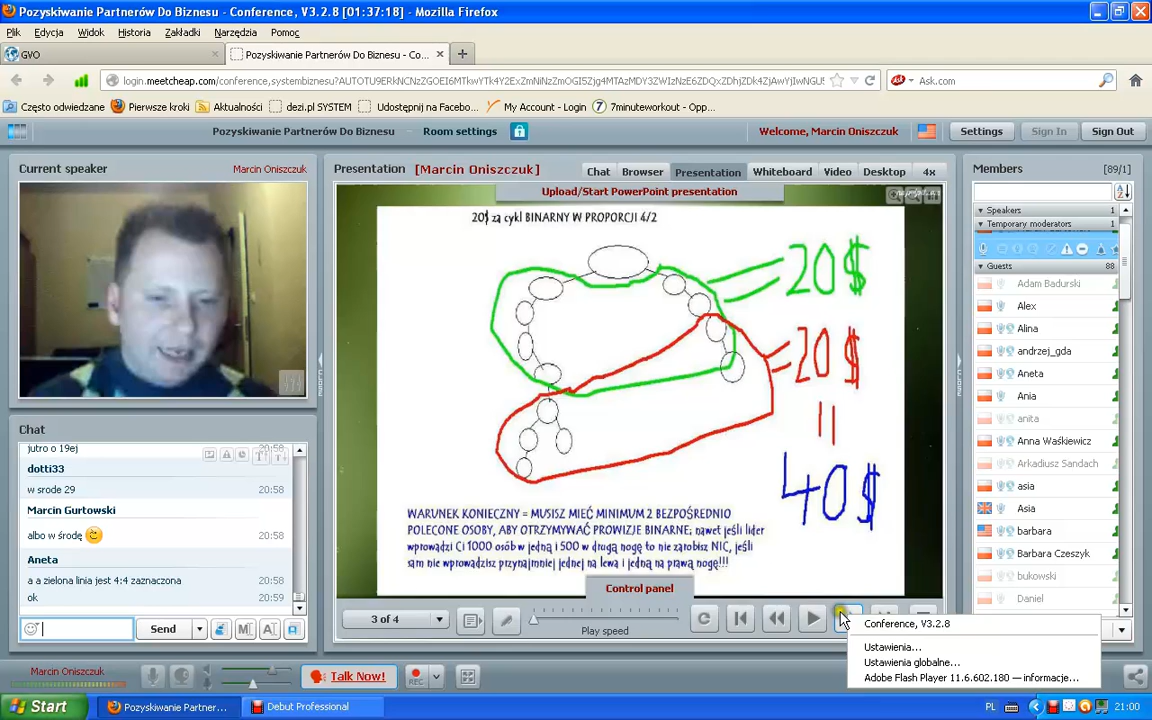 Pozyskiwanie Partnerów Do Biznesu - Conference, V3.2.8 [01:37:18] - Mozilla Firefox
Plik Edycja Widok Historia Zakładki Narzędzia Pomoc
GVO
Pozyskiwanie Partnerów Do Biznesu - Co...
Ask.com
Często odwiedzane Pierwsze kroki Aktualności dezi.pl SYSTEM Udostępnij na Facebo... My Account - Login 7minuteworkout - Opp...
Pozyskiwanie Partnerów Do Biznesu Room settings Welcome, Marcin Oniszczuk Settings Sign In Sign Out
Current speaker Marcin Oniszczuk
Presentation [Marcin Oniszczuk] Chat Browser Presentation Whiteboard Video Desktop 4x
Upload/Start PowerPoint presentation
20$ za cykl BINARNY W PROPORCJI 4/2
20 $
20 $
=
40 $
WARUNEK KONIECZNY = MUSISZ MIEĆ MINIMUM 2 BEZPOŚREDNIO
POLECONE OSOBY, ABY OTRZYMYWAĆ PROWIZJE BINARNE; nawet jeśli lider
wprowadzi Ci 1000 osób w jedną i 500 w drugą nogę to nie zarobisz NIC, jeśli
sam nie wprowadzisz przynajmniej jednej na lewa i jedną na prawą nogę!!!
Control panel
3 of 4
Play speed
Members [89/1]
Speakers 1
Temporary moderators 1
Guests 88
Adam Badurski
Alex
Alina
andrzej_gda
Aneta
Ania
anita
Anna Waśkiewicz
Arkadiusz Sandach
asia
Asia
barbara
Barbara Czeszyk
bukowski
Daniel
Chat
jutro o 19ej 20:58
dotti33
w srode 29 20:58
Marcin Gurtowski
albo w środę 20:58
Aneta
a a zielona linia jest 4:4 zaznaczona 20:58
ok 20:59
Send
Conference, V3.2.8
Ustawienia...
Ustawienia globalne...
Adobe Flash Player 11.6.602.180 — informacje...
Marcin Oniszczuk
Talk Now!
REC
Start Pozyskiwanie Partner... Debut Professional PL 21:00